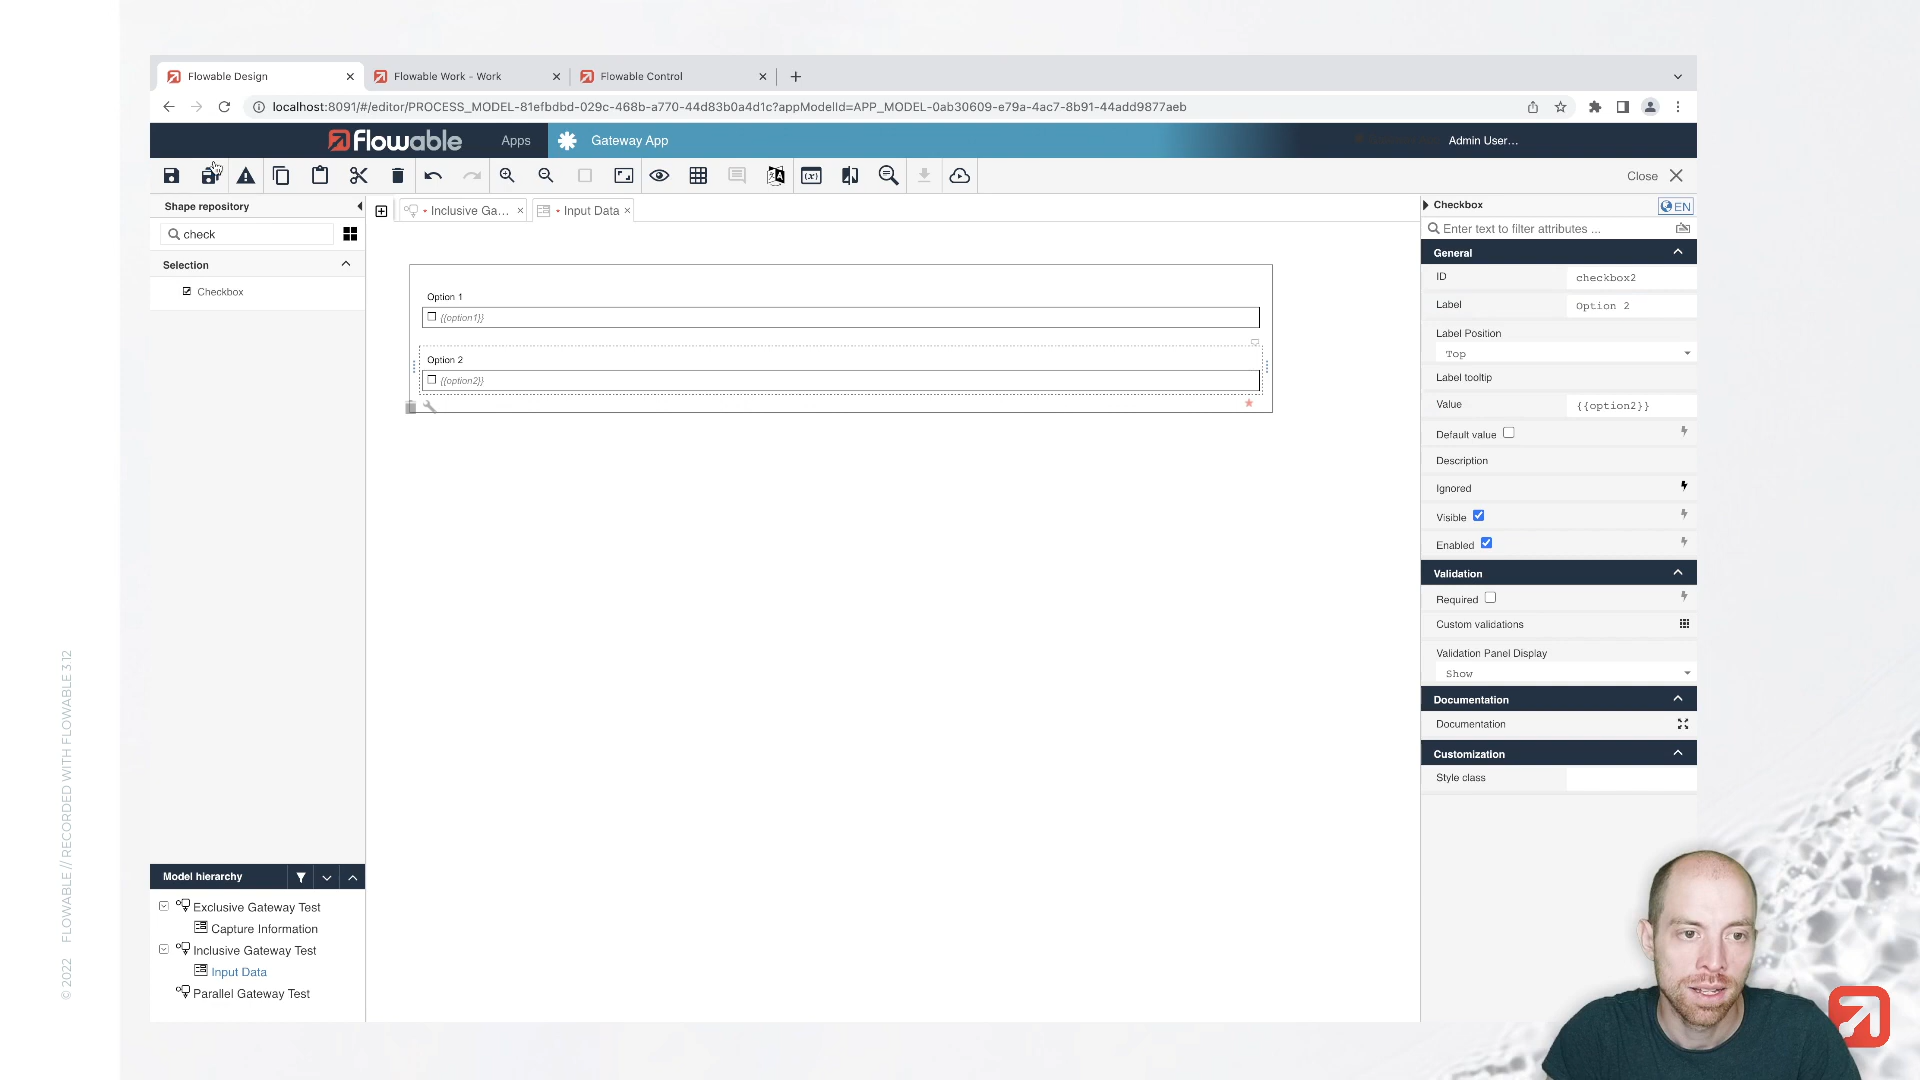 Flowable Design
Flowable Work - Work
Flowable Control
localhost:8091/#/editor/PROCESS_MODEL-81efbdbd-029c-468b-a770-44d83b0a4d1c?appModelId=APP_MODEL-0ab30609-e79a-4ac7-8b91-44add9877aeb
flowable
Apps
Gateway App
Admin User...
Close
Shape repository
check
Selection
Checkbox
Inclusive Ga...
Input Data
Option 1
{{option1}}
Option 2
{{option2}}
Checkbox
EN
Enter text to filter attributes ...
General
ID
checkbox2
Label
Option 2
Label Position
Top
Label tooltip
Value
{{option2}}
Default value
Description
Ignored
Visible
Enabled
Validation
Required
Custom validations
Validation Panel Display
Show
Documentation
Documentation
Customization
Style class
Model hierarchy
Exclusive Gateway Test
Capture Information
Inclusive Gateway Test
Input Data
Parallel Gateway Test
© 2022 FLOWABLE // RECORDED WITH FLOWABLE 3.12